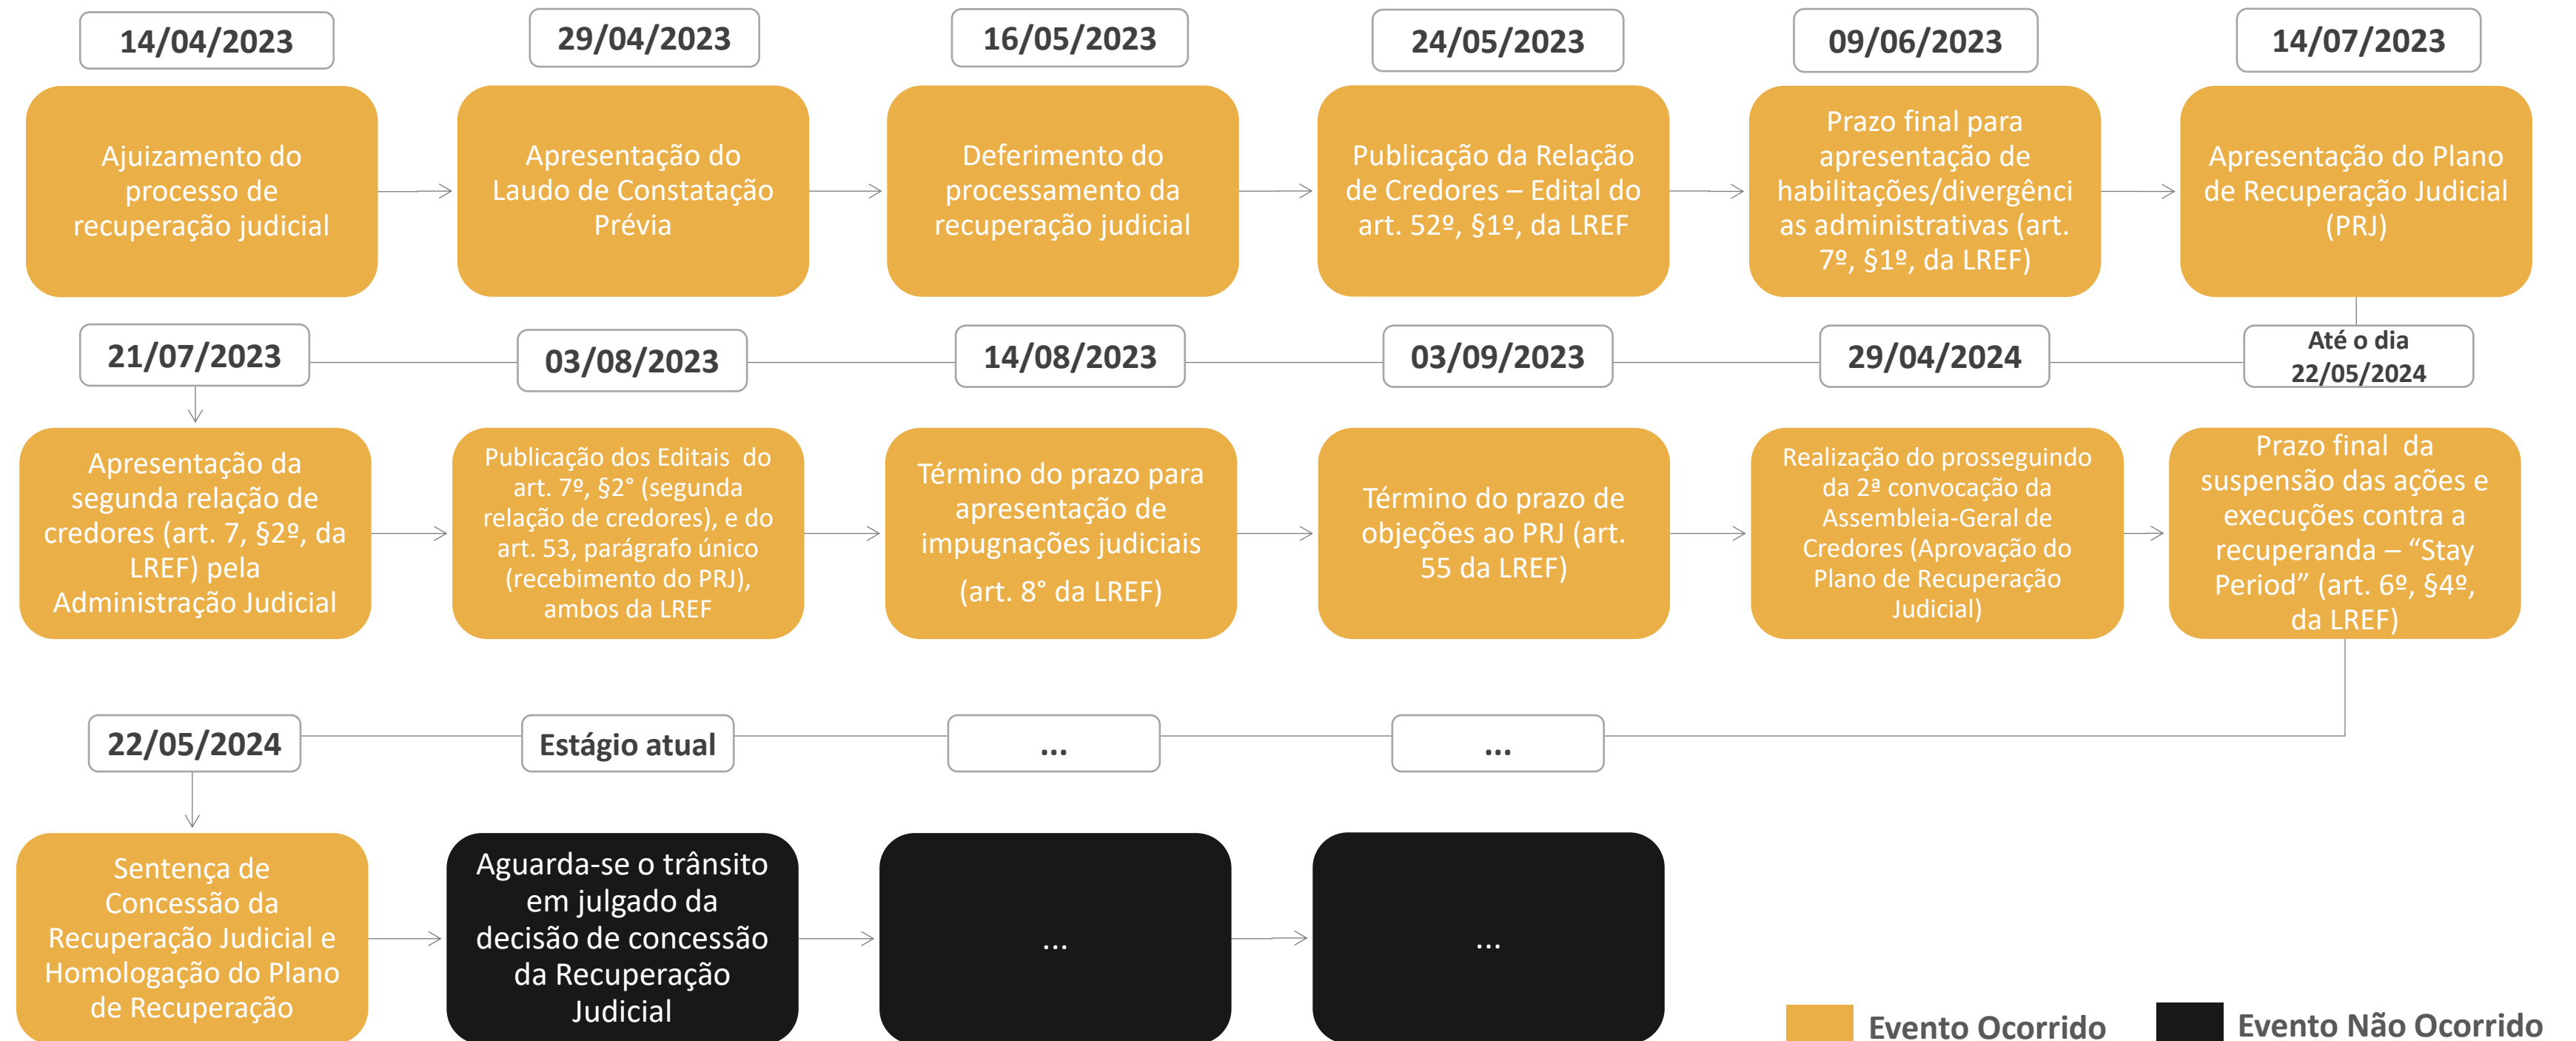 14/04/2023
29/04/2023
16/05/2023
24/05/2023
09/06/2023
14/07/2023
Ajuizamento do
processo de
recuperação judicial
Apresentação do
Laudo de Constatação
Prévia
Deferimento do
processamento da
recuperação judicial
Publicação da Relação
de Credores – Edital do
art. 52º, §1º, da LREF
Prazo final para
apresentação de
habilitações/divergênci
as administrativas (art.
7º, §1º, da LREF)
Apresentação do Plano
de Recuperação Judicial
(PRJ)
21/07/2023
03/08/2023
14/08/2023
03/09/2023
29/04/2024
Até o dia
22/05/2024
Apresentação da
segunda relação de
credores (art. 7, §2º, da
LREF) pela
Administração Judicial
Publicação dos Editais do
art. 7º, §2° (segunda
relação de credores), e do
art. 53, parágrafo único
(recebimento do PRJ),
ambos da LREF
Término do prazo para
apresentação de
impugnações judiciais
(art. 8° da LREF)
Término do prazo de
objeções ao PRJ (art.
55 da LREF)
Realização do prosseguindo
da 2ª convocação da
Assembleia-Geral de
Credores (Aprovação do
Plano de Recuperação
Judicial)
Prazo final da
suspensão das ações e
execuções contra a
recuperanda – “Stay
Period” (art. 6º, §4º,
da LREF)
22/05/2024
Estágio atual
...
...
Sentença de
Concessão da
Recuperação Judicial e
Homologação do Plano
de Recuperação
Aguarda-se o trânsito
em julgado da
decisão de concessão
da Recuperação
Judicial
...
...
Evento Ocorrido
Evento Não Ocorrido